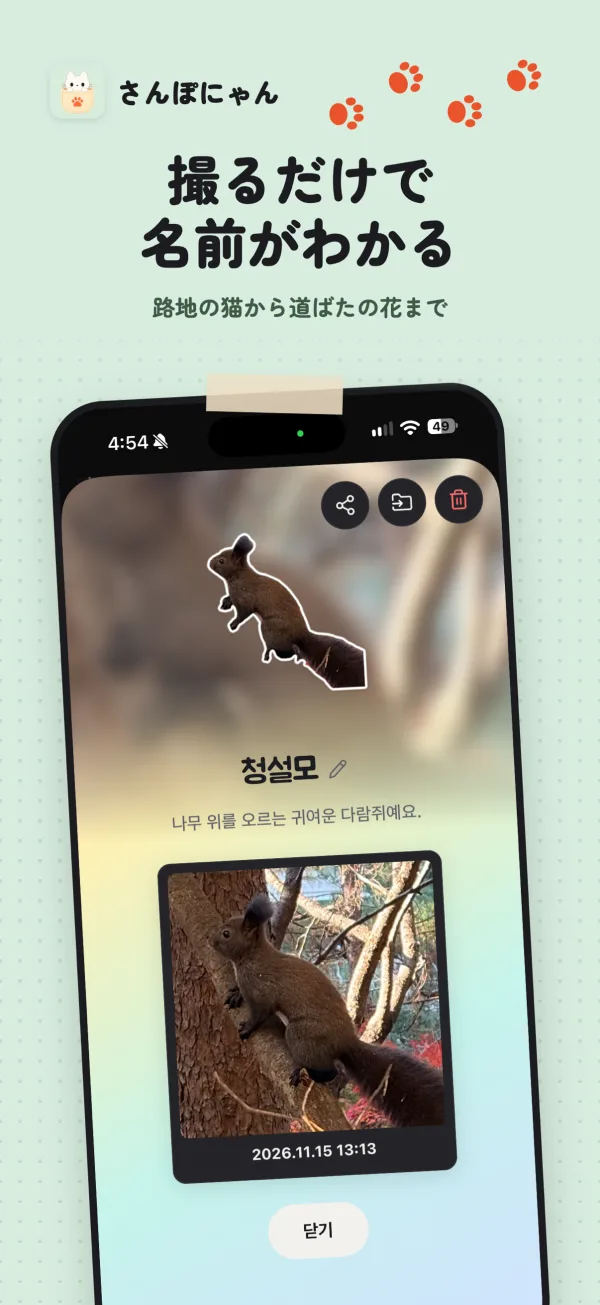 さんぽにゃん
撮るだけで
名前がわかる
路地の猫から道ばたの花まで
4:54
49
청설모
나무 위를 오르는 귀여운 다람쥐예요.
2026.11.15 13:13
닫기